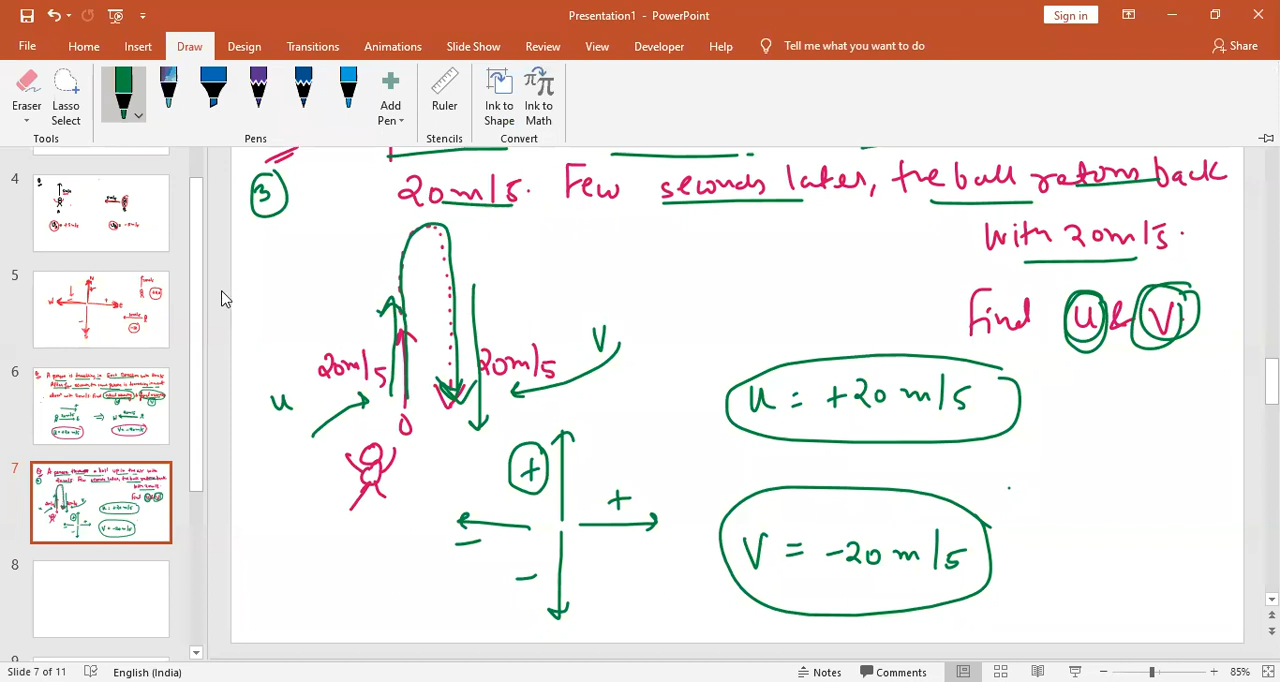 Presentation1 - PowerPoint
Sign in
File Home Insert Draw Design Transitions Animations Slide Show Review View Developer Help Tell me what you want to do Share
Eraser
Lasso Select
Add Pen
Ruler
Ink to Shape
Ink to Math
Tools
Pens
Stencils
Convert
4
5
6
7
8
3
20m/s. Few seconds later, the ball returns back
with 20m/s.
Find u & V
20m/s
20m/s
V
u
u = +20 m/s
+
+
-
-
V = -20 m/s
Slide 7 of 11
English (India)
Notes
Comments
85%